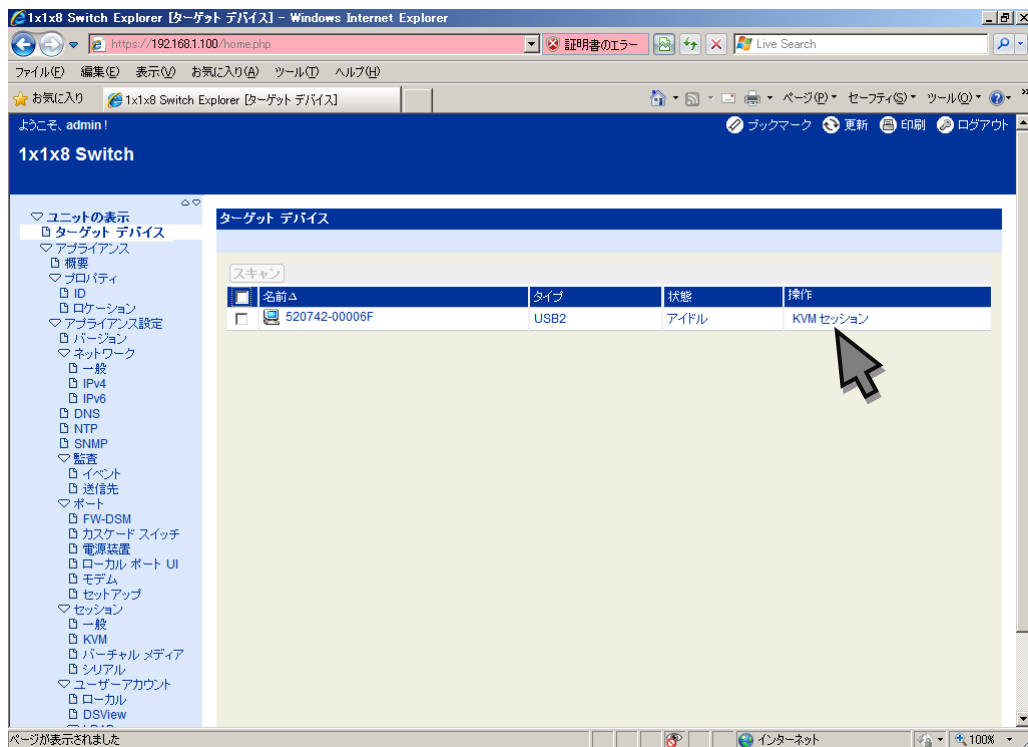 1x1x8 Switch Explorer [ターゲット デバイス] - Windows Internet Explorer
https://192.168.1.100/home.php
証明書のエラー
Live Search
ファイル(F) 編集(E) 表示(V) お気に入り(A) ツール(T) ヘルプ(H)
お気に入り
1x1x8 Switch Explorer [ターゲット デバイス]
ページ(P) セーフティ(S) ツール(O)
ようこそ、admin !
ブックマーク 更新 印刷 ログアウト
1x1x8 Switch
ユニットの表示
ターゲット デバイス
アプライアンス
概要
プロパティ
ID
ロケーション
アプライアンス設定
バージョン
ネットワーク
一般
IPv4
IPv6
DNS
NTP
SNMP
監査
イベント
送信先
ポート
FW-DSM
カスケード スイッチ
電源装置
ローカル ポート UI
モデム
セットアップ
セッション
一般
KVM
バーチャル メディア
シリアル
ユーザーアカウント
ローカル
DSView
ターゲット デバイス
スキャン
名前 タイプ 状態 操作
520742-00006F USB2 アイドル KVM セッション
ページが表示されました
インターネット
100%